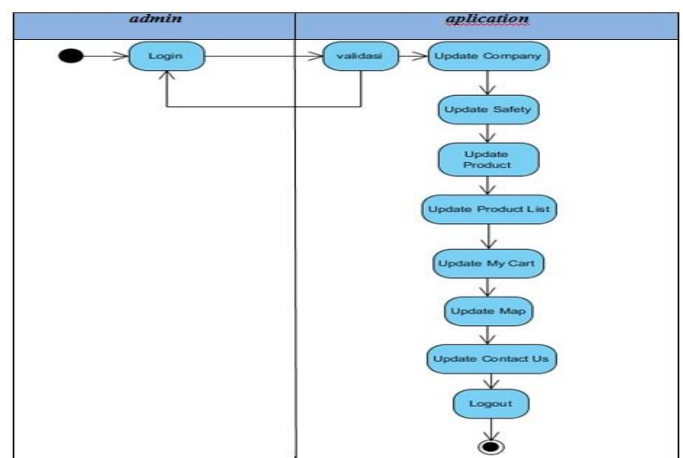 admin
aplication
Login
validasi
Update Company
Update Safety
Update
Product
Update Product List
Update My Cart
Update Map
Update Contact Us
Logout